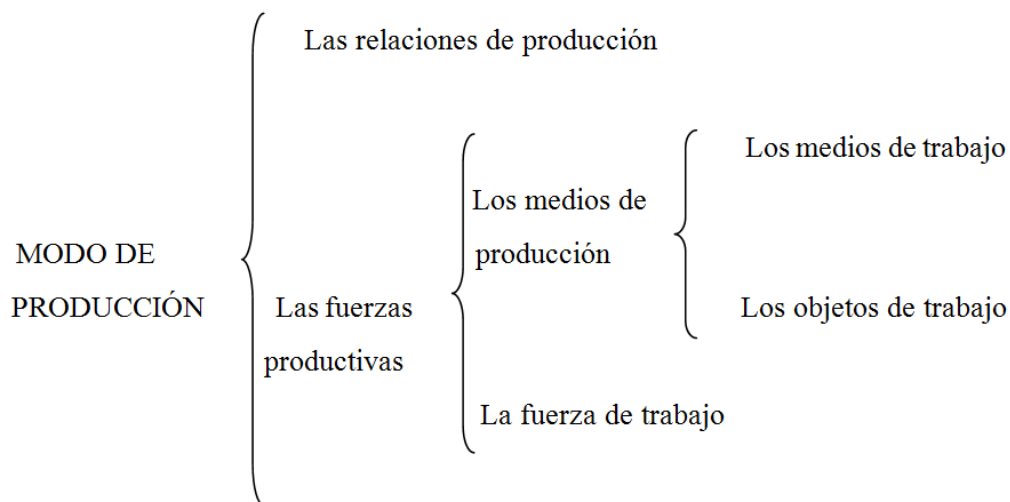 Las relaciones de producción
MODO DE
PRODUCCIÓN
Las fuerzas
productivas
Los medios de
producción
La fuerza de trabajo
Los medios de trabajo
Los objetos de trabajo